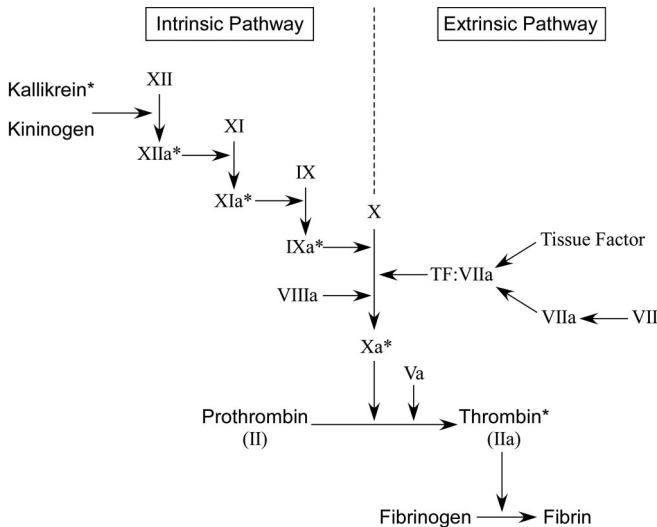 Intrinsic Pathway
Extrinsic Pathway
Kallikrein*
Kininogen
XII
XIIa*
XI
XIa*
IX
IXa*
X
VIIIa
TF:VIIa
Tissue Factor
VIIa
VII
Xa*
Va
Prothrombin
(II)
Thrombin*
(IIa)
Fibrinogen
Fibrin